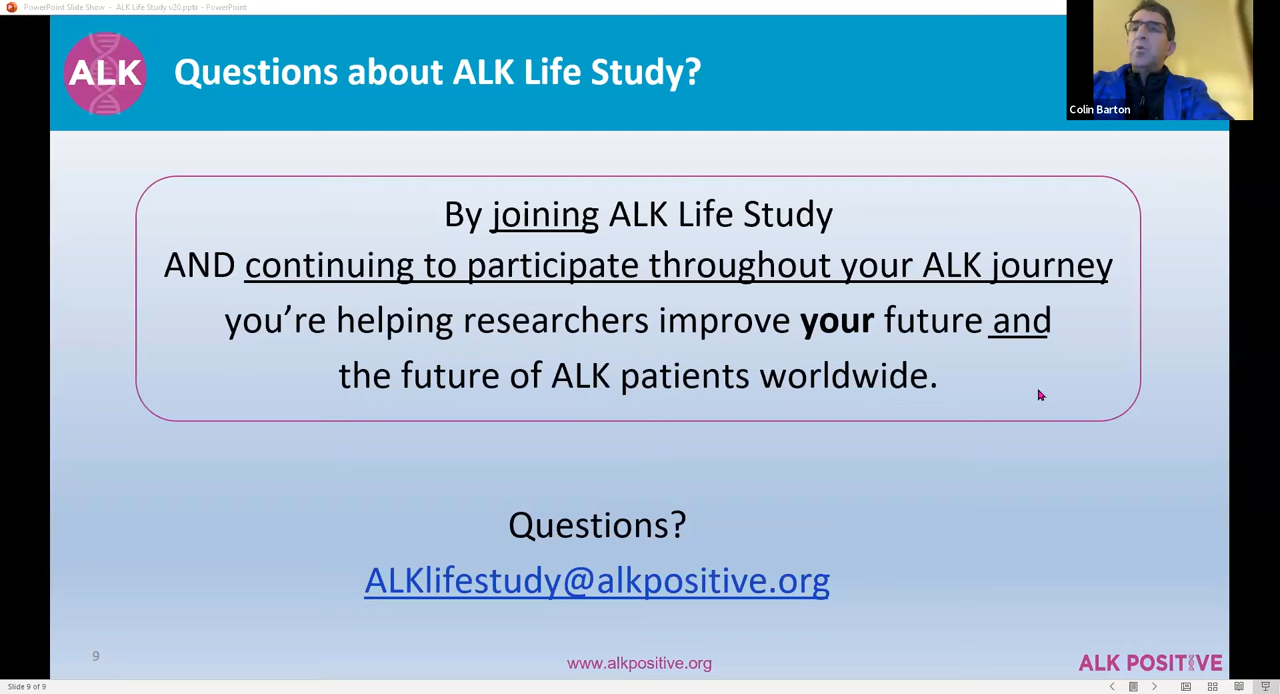 PowerPoint Slide Show - ALK Life Study v20.pptx - PowerPoint
ALK
Questions about ALK Life Study?
Colin Barton
By joining ALK Life Study
AND continuing to participate throughout your ALK journey
you’re helping researchers improve your future and
the future of ALK patients worldwide.
Questions?
ALKlifestudy@alkpositive.org
9
www.alkpositive.org
ALK POSITIVE
Slide 9 of 9